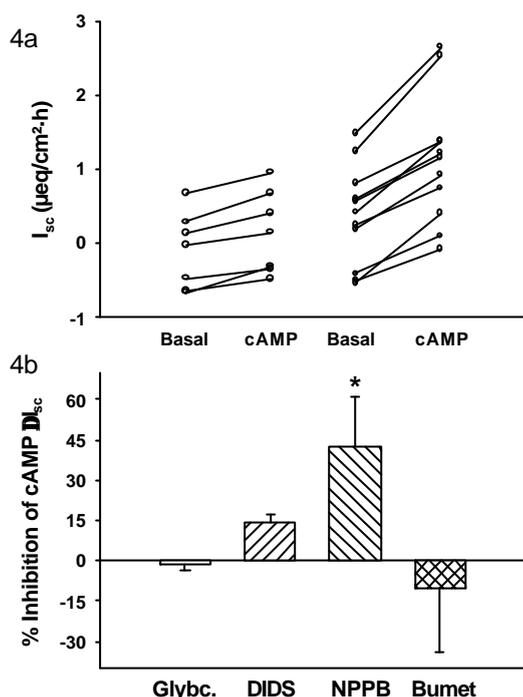 4a
3
2
1
0
-1
Isc (µeq/cm²·h)
Basal cAMP Basal cAMP
4b
60
45
30
15
0
-15
-30
% Inhibition of cAMP DIsc
*
Glybc. DIDS NPPB Bumet